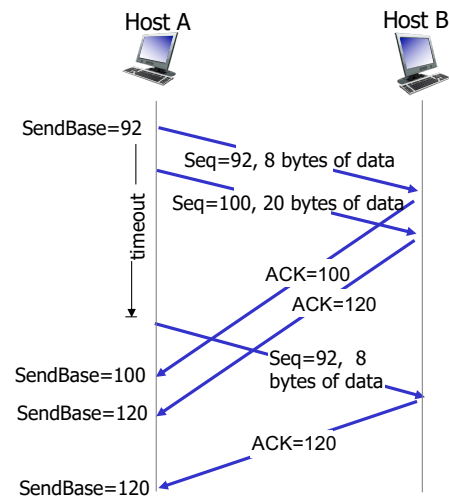 Host A
Host B
SendBase=92
Seq=92, 8 bytes of data
Seq=100, 20 bytes of data
timeout
ACK=100
ACK=120
Seq=92, 8
bytes of data
SendBase=100
SendBase=120
ACK=120
SendBase=120